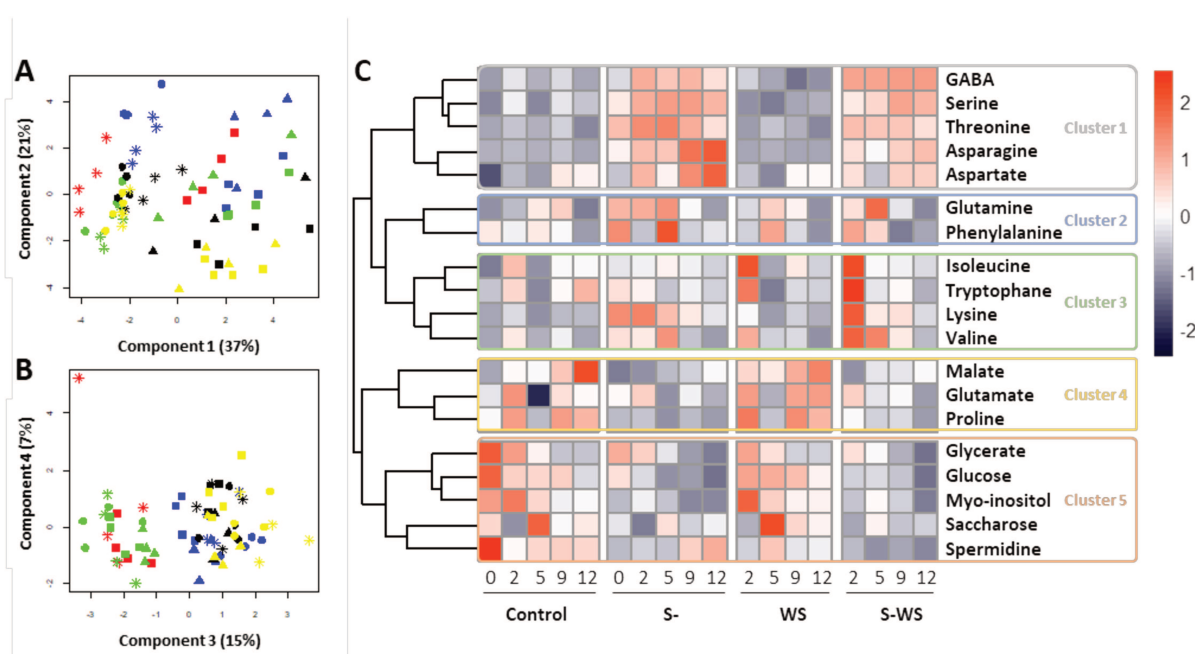 A
4
2
0
-2
-4
-4
-2
0
2
4
Component 2 (21%)
Component 1 (37%)
B
4
2
0
-2
-3
-2
-1
0
1
2
3
Component 4 (7%)
Component 3 (15%)
C
GABA
Serine
Threonine
Asparagine
Aspartate
Cluster 1
Glutamine
Phenylalanine
Cluster 2
Isoleucine
Tryptophane
Lysine
Valine
Cluster 3
Malate
Glutamate
Proline
Cluster 4
Glycerate
Glucose
Myo-inositol
Saccharose
Spermidine
Cluster 5
0 2 5 9 12 0 2 5 9 12 2 5 9 12 2 5 9 12
Control S- WS S-WS
2
1
0
-1
-2